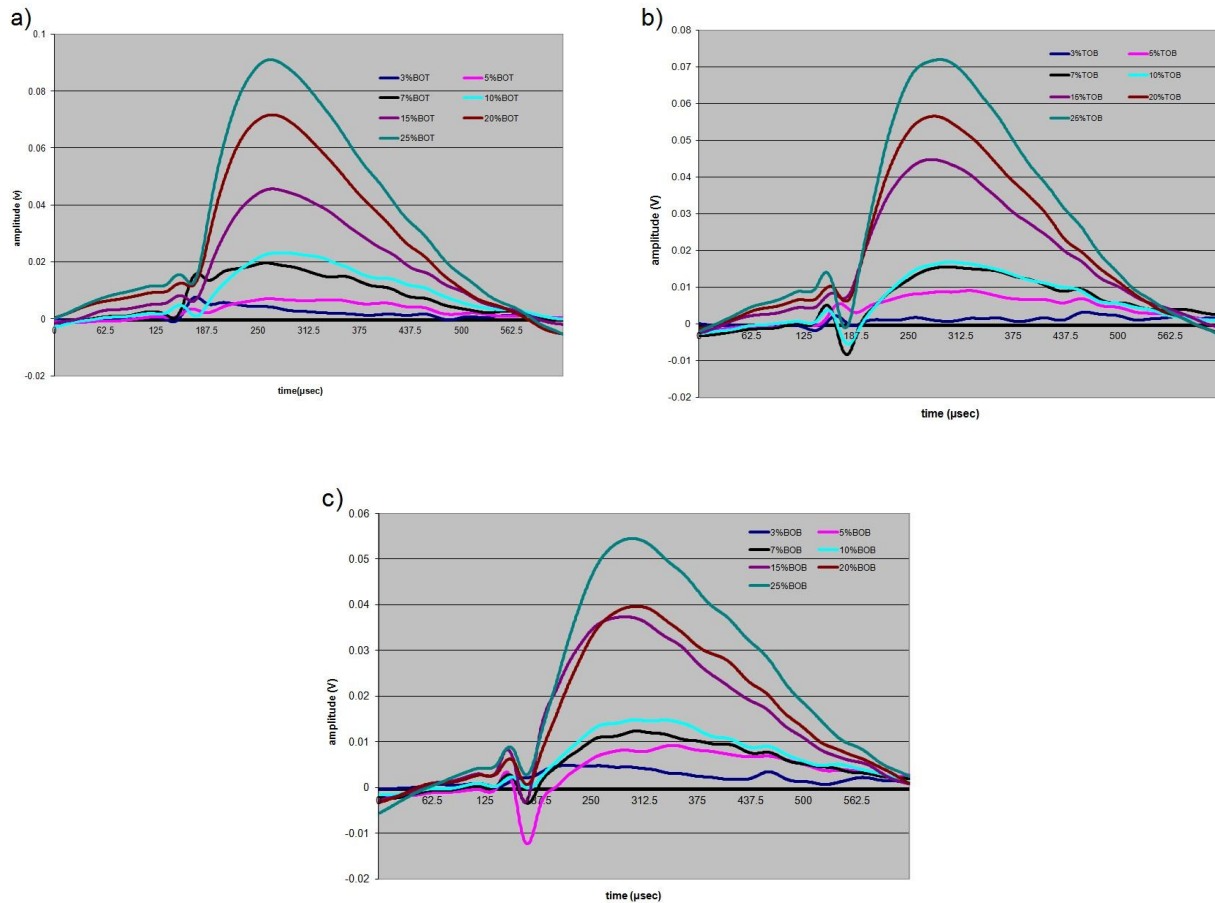 a)
0.1
0.08
0.06
0.04
0.02
0
-0.02
amplitude (v)
3%BOT 5%BOT
7%BOT 10%BOT
15%BOT 20%BOT
25%BOT
0 62.5 125 187.5 250 312.5 375 437.5 500 562.5
time(µsec)
b)
0.08
0.07
0.06
0.05
0.04
0.03
0.02
0.01
0
-0.01
-0.02
amplitude (V)
3%TOB 5%TOB
7%TOB 10%TOB
15%TOB 20%TOB
25%TOB
0 62.5 125 187.5 250 312.5 375 437.5 500 562.5
time (µsec)
c)
0.06
0.05
0.04
0.03
0.02
0.01
0
-0.01
-0.02
amplitude (V)
3%BOB 5%BOB
7%BOB 10%BOB
15%BOB 20%BOB
25%BOB
0 62.5 125 187.5 250 312.5 375 437.5 500 562.5
time (µsec)